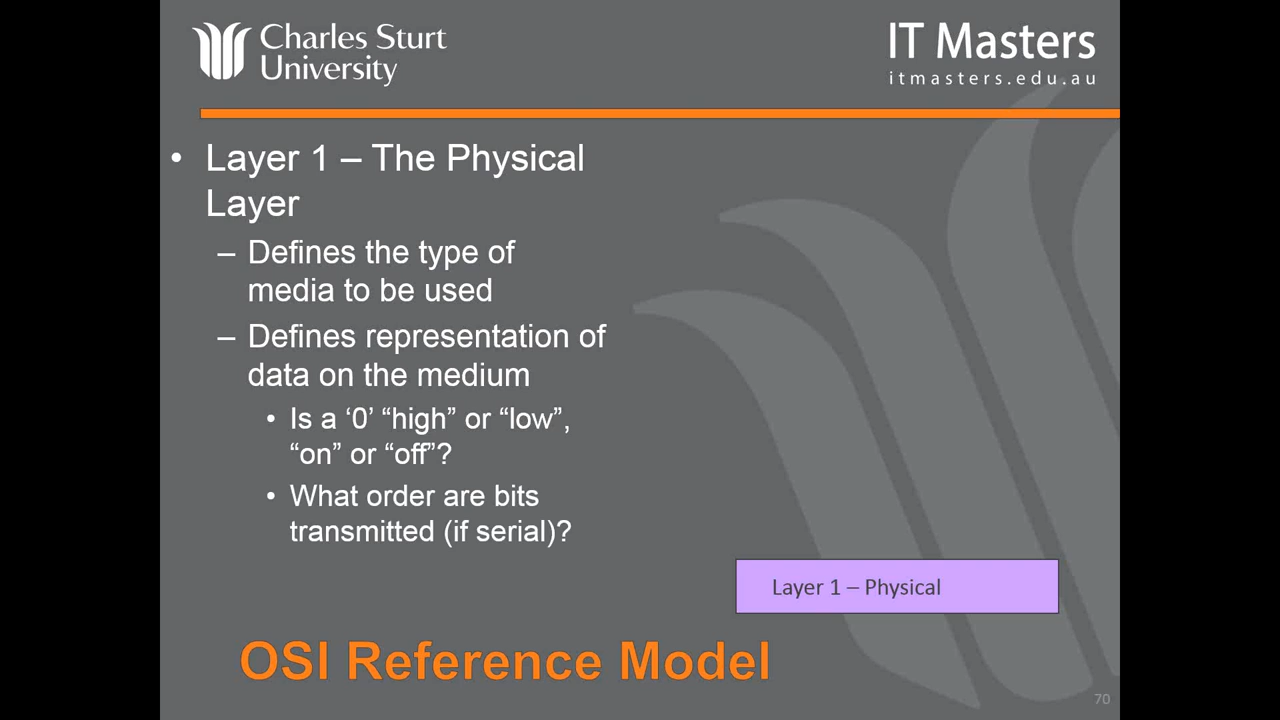 Charles Sturt
University
IT Masters
itmasters.edu.au
• Layer 1 – The Physical
Layer
– Defines the type of
media to be used
– Defines representation of
data on the medium
• Is a ‘0’ “high” or “low”,
“on” or “off”?
• What order are bits
transmitted (if serial)?
Layer 1 – Physical
OSI Reference Model
70